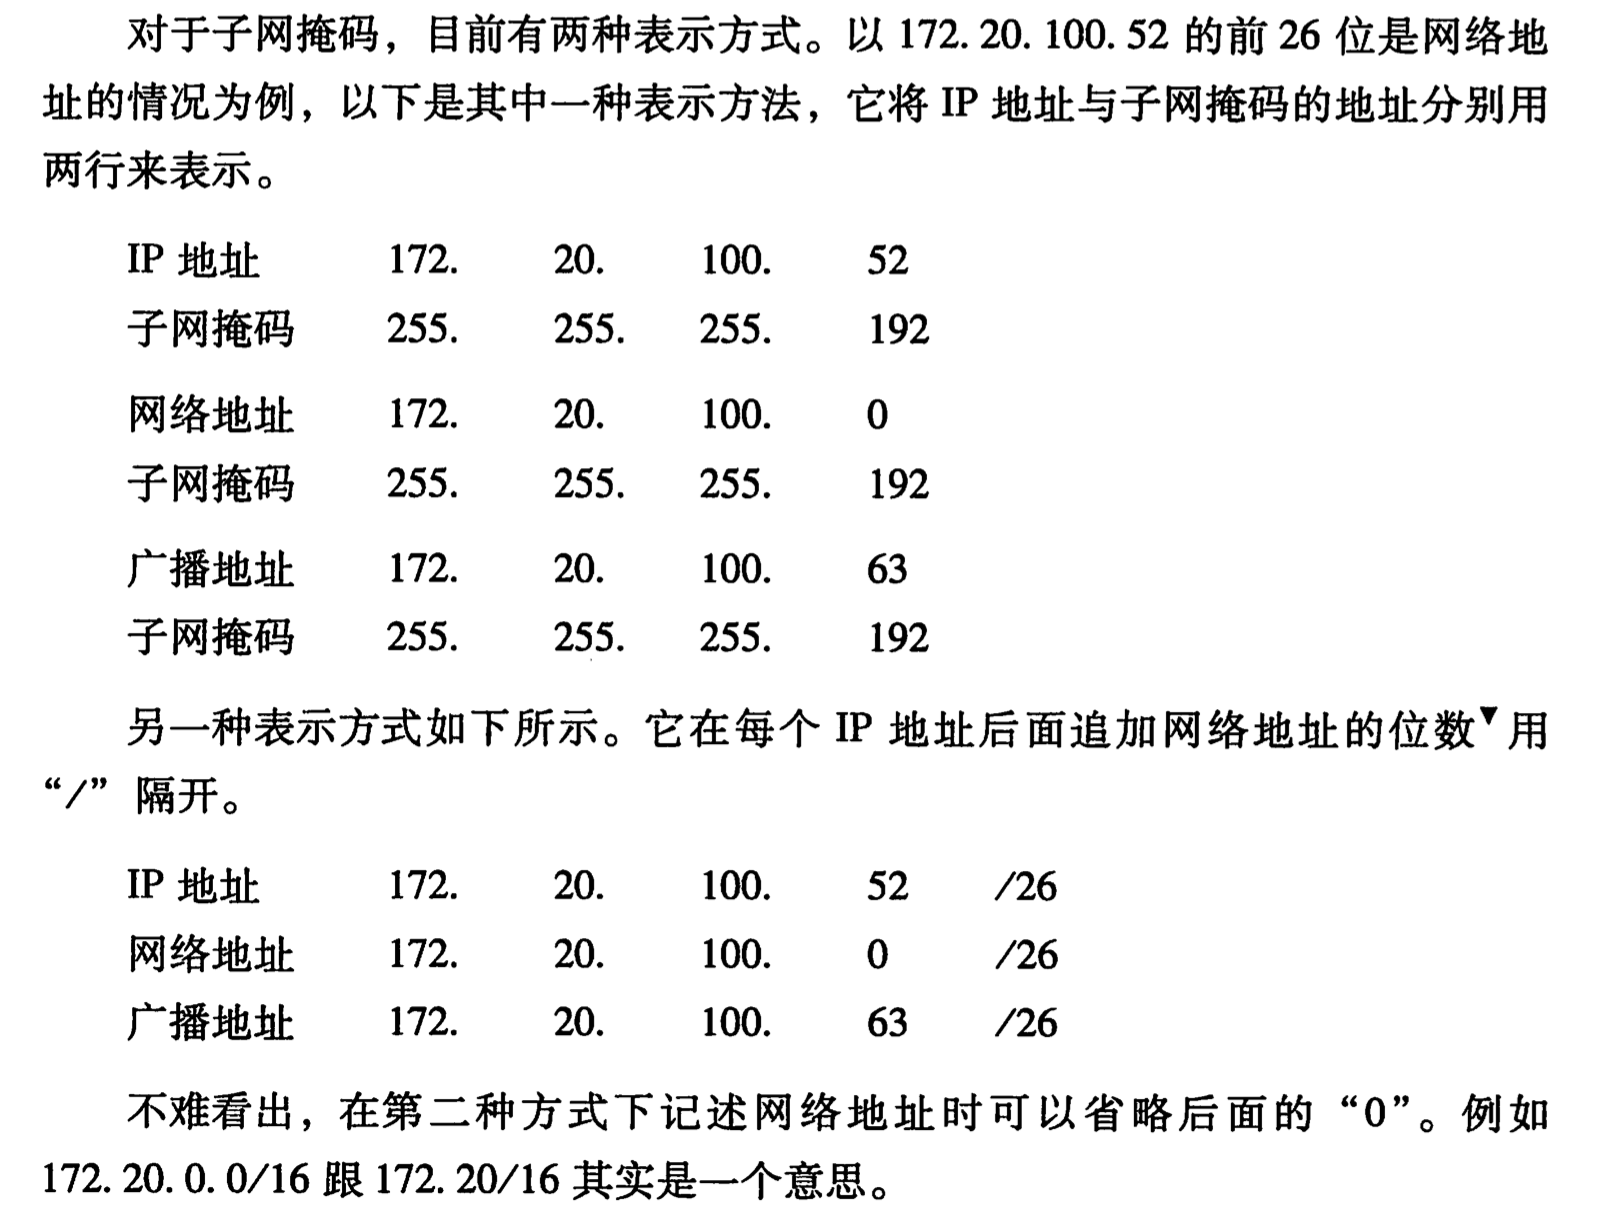 对于子网掩码，目前有两种表示方式。以 172. 20. 100. 52 的前 26 位是网络地
址的情况为例，以下是其中一种表示方法，它将 IP 地址与子网掩码的地址分别用
两行来表示。
IP 地址 172. 20. 100. 52
子网掩码 255. 255. 255. 192
网络地址 172. 20. 100. 0
子网掩码 255. 255. 255. 192
广播地址 172. 20. 100. 63
子网掩码 255. 255. 255. 192
另一种表示方式如下所示。它在每个 IP 地址后面追加网络地址的位数▼用
“/” 隔开。
IP 地址 172. 20. 100. 52 /26
网络地址 172. 20. 100. 0 /26
广播地址 172. 20. 100. 63 /26
不难看出，在第二种方式下记述网络地址时可以省略后面的“0”。例如
172. 20. 0. 0/16 跟 172. 20/16 其实是一个意思。